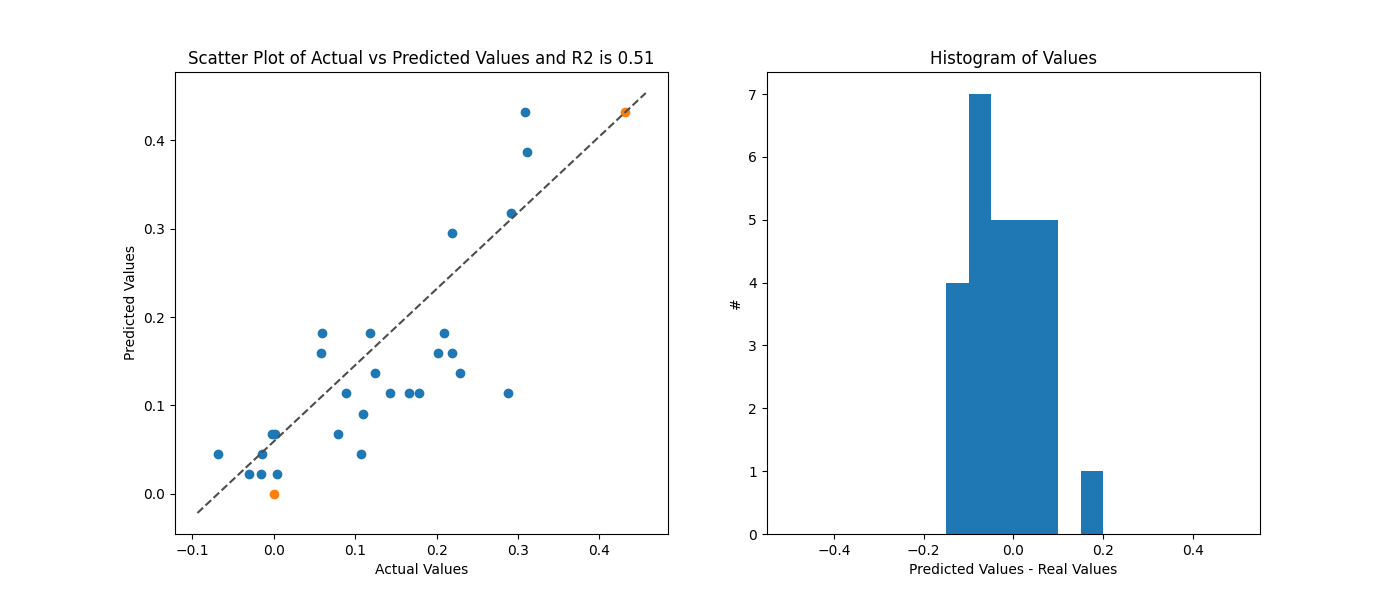 Scatter Plot of Actual vs Predicted Values and R2 is 0.51
Predicted Values
0.4
0.3
0.2
0.1
0.0
−0.1 0.0 0.1 0.2 0.3 0.4
Actual Values
Histogram of Values
#
7
6
5
4
3
2
1
0
−0.4 −0.2 0.0 0.2 0.4
Predicted Values - Real Values